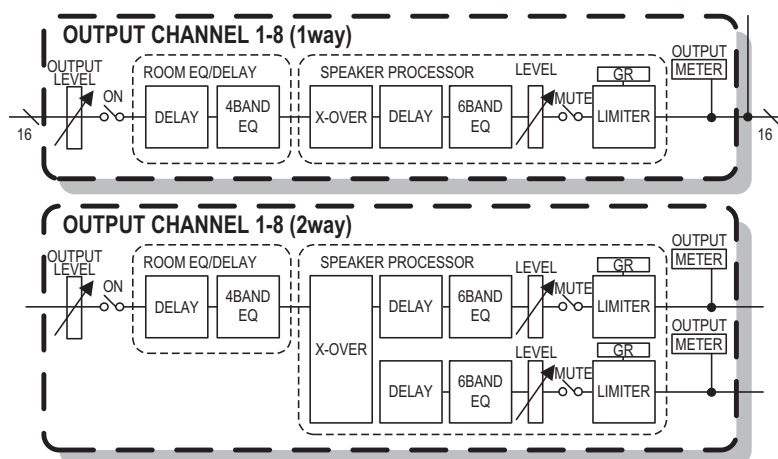 OUTPUT CHANNEL 1-8 (1way)
OUTPUT
LEVEL
ON
ROOM EQ/DELAY
DELAY
4BAND
EQ
SPEAKER PROCESSOR
X-OVER
DELAY
6BAND
EQ
LEVEL
MUTE
GR
LIMITER
OUTPUT
METER
16
16
OUTPUT CHANNEL 1-8 (2way)
OUTPUT
LEVEL
ON
ROOM EQ/DELAY
DELAY
4BAND
EQ
SPEAKER PROCESSOR
X-OVER
DELAY
6BAND
EQ
LEVEL
MUTE
GR
LIMITER
OUTPUT
METER
DELAY
6BAND
EQ
LEVEL
MUTE
GR
LIMITER
OUTPUT
METER